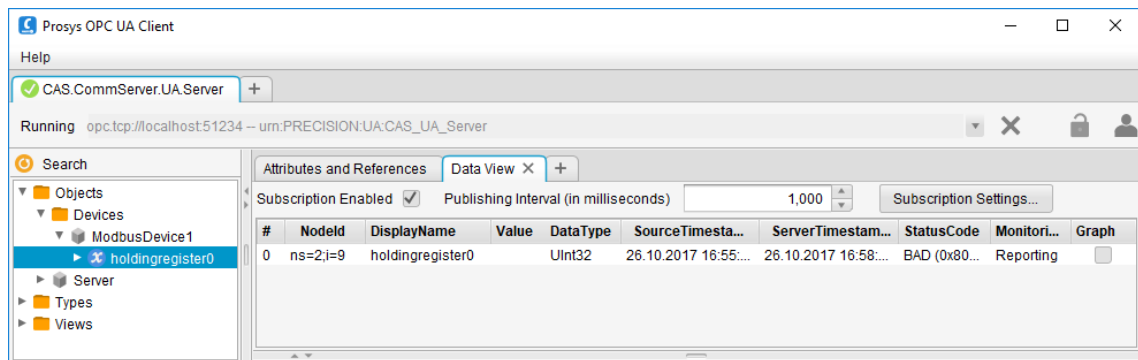 Prosys OPC UA Client
Help
CAS.CommServer.UA.Server +
Running opc.tcp://localhost:51234 -- urn:PRECISION:UA:CAS_UA_Server
Search
Objects
Devices
ModbusDevice1
holdingregister0
Server
Types
Views
Attributes and References Data View +
Subscription Enabled Publishing Interval (in milliseconds) 1,000 Subscription Settings...
# NodeId DisplayName Value DataType SourceTimesta... ServerTimestam... StatusCode Monitori... Graph
0 ns=2;i=9 holdingregister0 UInt32 26.10.2017 16:55:... 26.10.2017 16:58:... BAD (0x80... Reporting